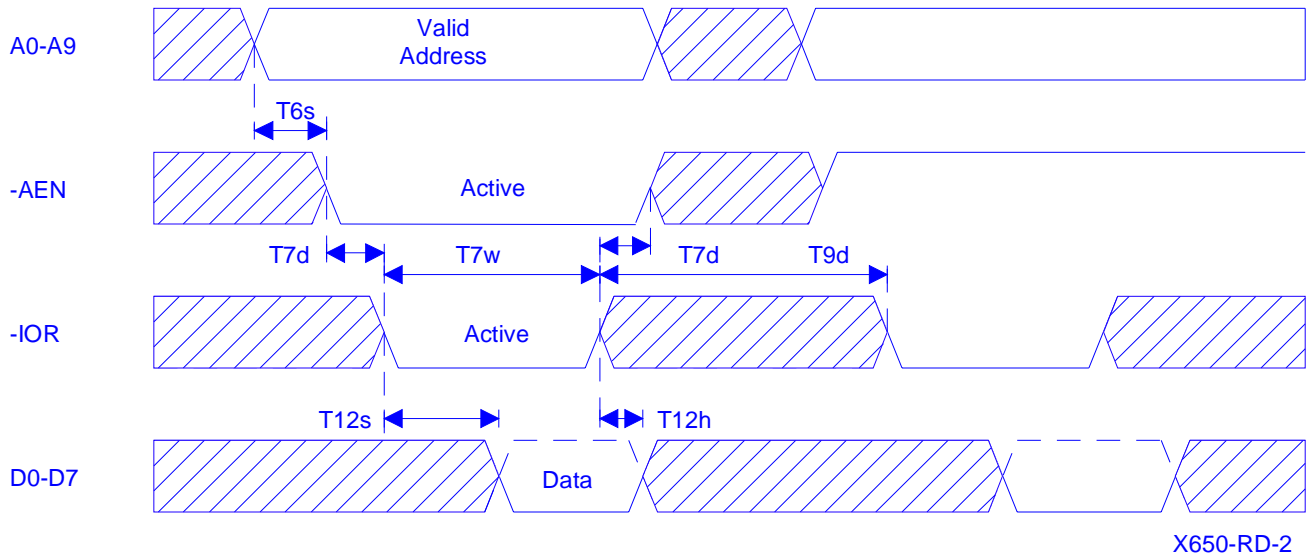 A0-A9
Valid
Address
T6s
-AEN
Active
T7d
T7w
T7d
T9d
-IOR
Active
T12s
T12h
D0-D7
Data
X650-RD-2